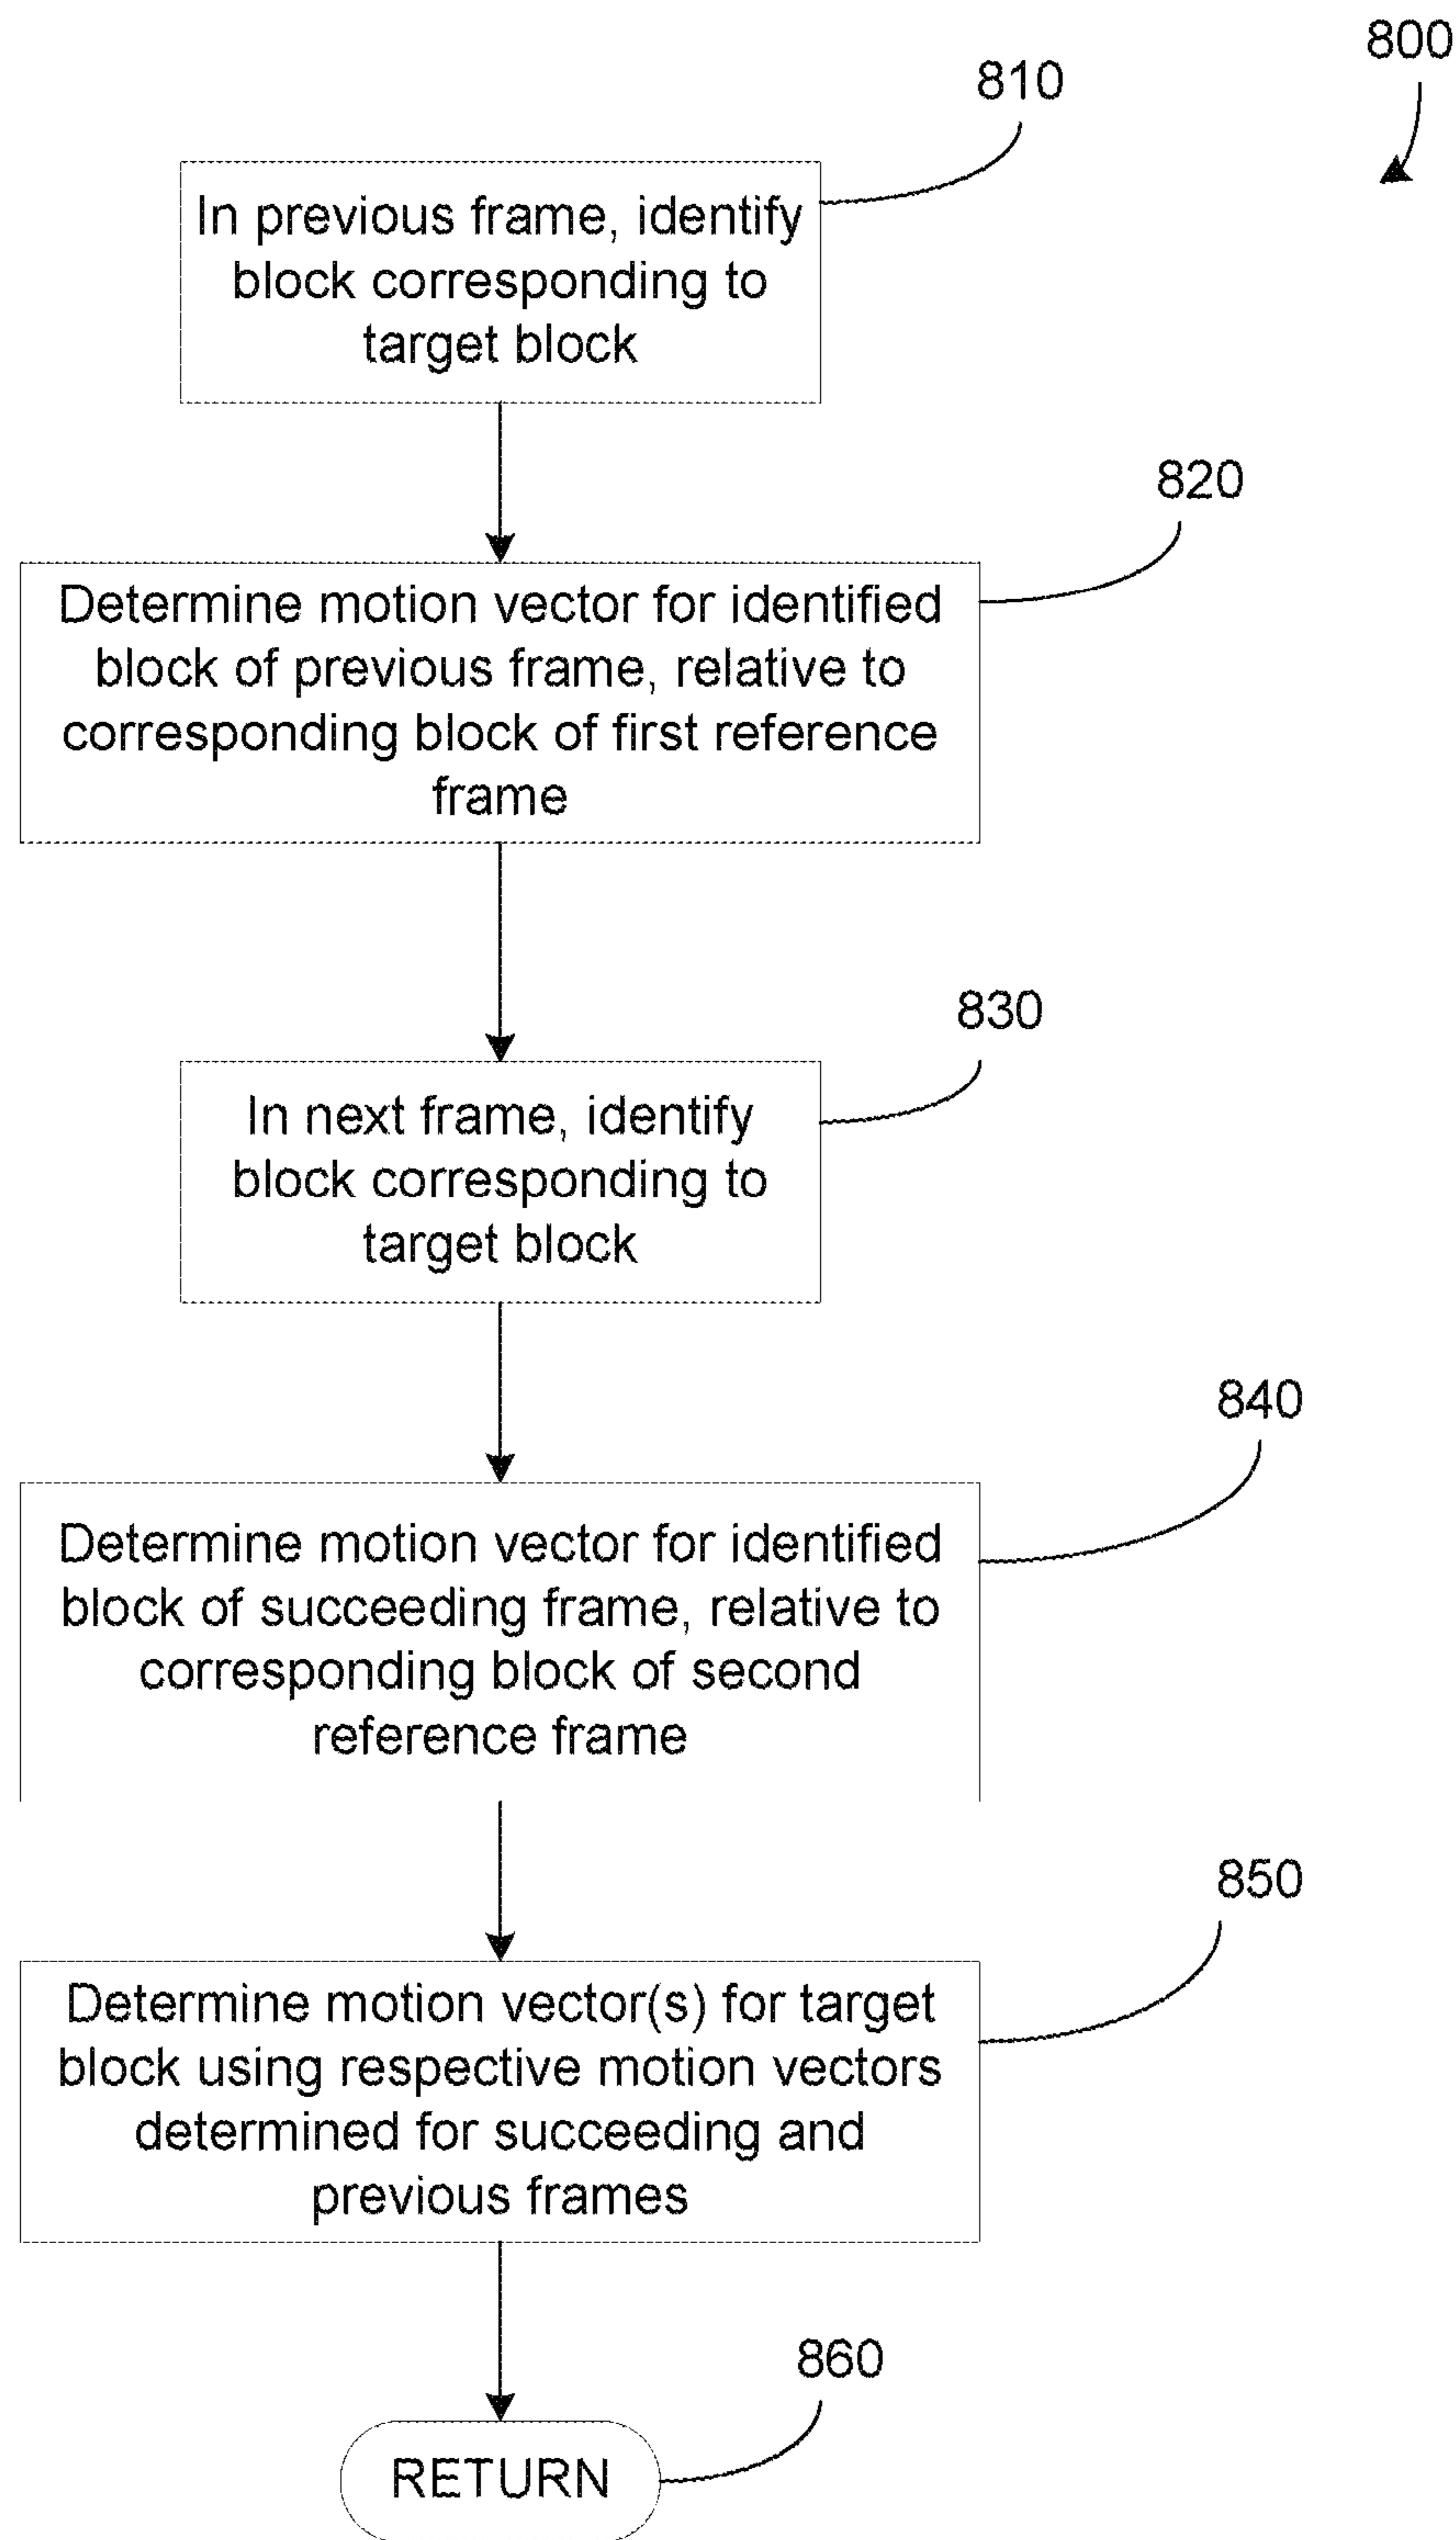 800
810
In previous frame, identify
block corresponding to
target block
820
Determine motion vector for identified
block of previous frame, relative to
corresponding block of first reference
frame
830
In next frame, identify
block corresponding to
target block
840
Determine motion vector for identified
block of succeeding frame, relative to
corresponding block of second
reference frame
850
Determine motion vector(s) for target
block using respective motion vectors
determined for succeeding and
previous frames
860
RETURN